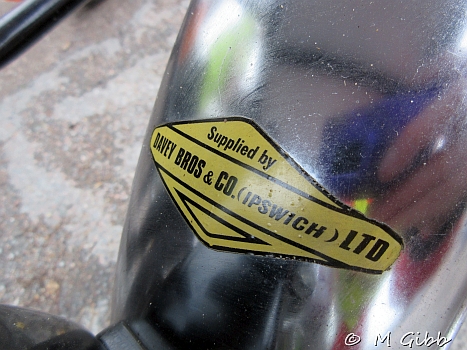 Supplied by
DAVEY BROS & CO. (IPSWICH) LTD
© M Gibb